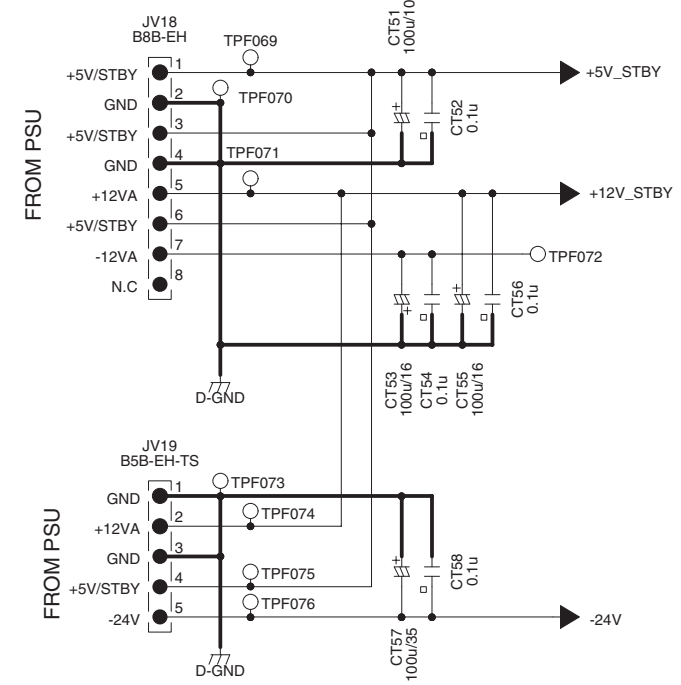 JV18
B8B-EH
FROM PSU
+5V/STBY
1
GND
2
+5V/STBY
3
GND
4
+12VA
5
+5V/STBY
6
-12VA
7
N.C
8
TPF069
TPF070
TPF071
CT51
100u/10
+
CT52
0.1u
+5V_STBY
+12V_STBY
TPF072
+
+
CT56
0.1u
CT53
100u/16
CT54
0.1u
CT55
100u/16
D-GND
JV19
B5B-EH-TS
FROM PSU
GND
1
+12VA
2
GND
3
+5V/STBY
4
-24V
5
TPF073
TPF074
TPF075
TPF076
+
CT58
0.1u
CT57
100u/35
-24V
D-GND